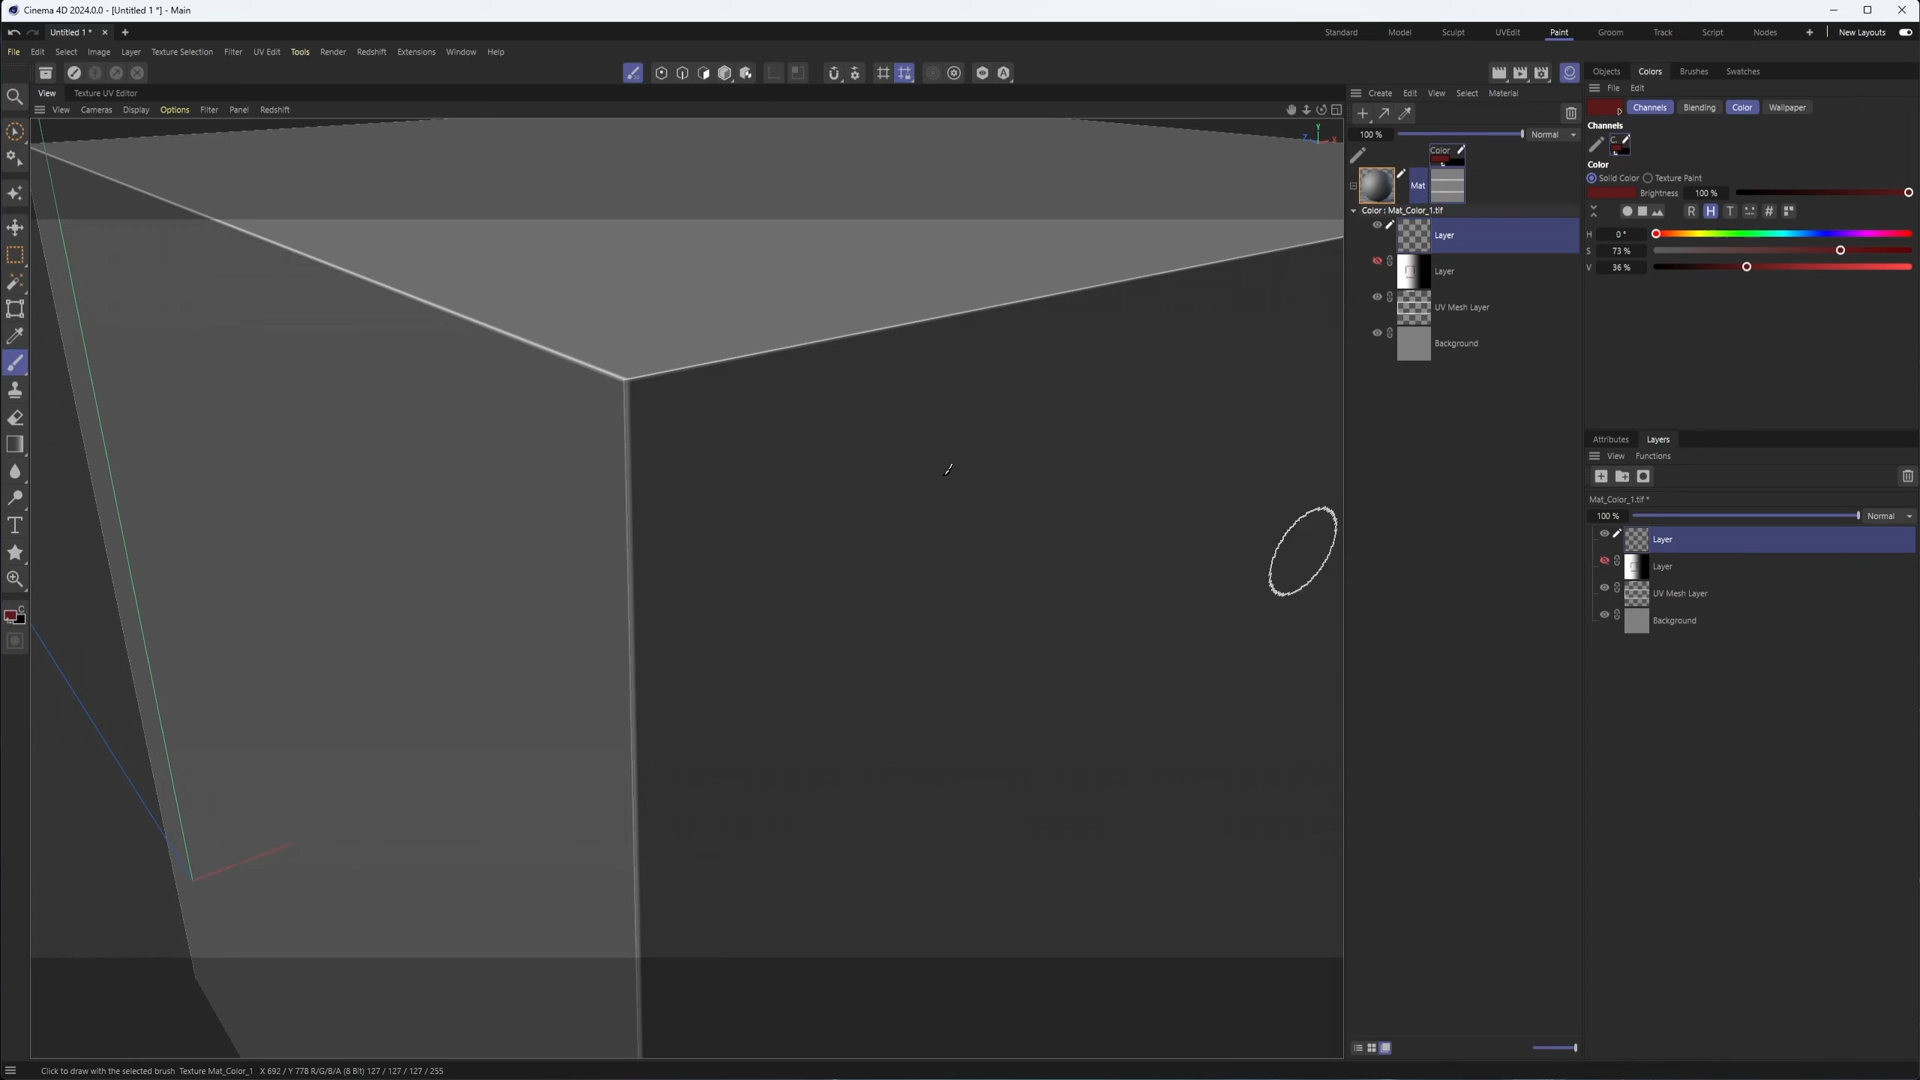 Cinema 4D 2024.0.0 - [Untitled 1 *] - Main
Untitled 1 *
Standard Model Sculpt UVEdit Paint Groom Track Script Nodes New Layouts
File Edit Select Image Layer Texture Selection Filter UV Edit Tools Render Redshift Extensions Window Help
View Texture UV Editor
View Cameras Display Options Filter Panel Redshift
Y
X
Z
Create Edit View Select Material
100 % Normal
Color
Mat
Color : Mat_Color_1.tif
Layer
Layer
UV Mesh Layer
Background
Objects Colors Brushes Swatches
File Edit
Channels Blending Color Wallpaper
Channels
C.
Color
Solid Color Texture Paint
Brightness 100 %
R H T #
H 0 °
S 73 %
V 36 %
Attributes Layers
View Functions
Mat_Color_1.tif *
100 % Normal
Layer
Layer
UV Mesh Layer
Background
T
C
Click to draw with the selected brush Texture Mat_Color_1 X 692 / Y 778 R/G/B/A (8 Bit) 127 / 127 / 127 / 255